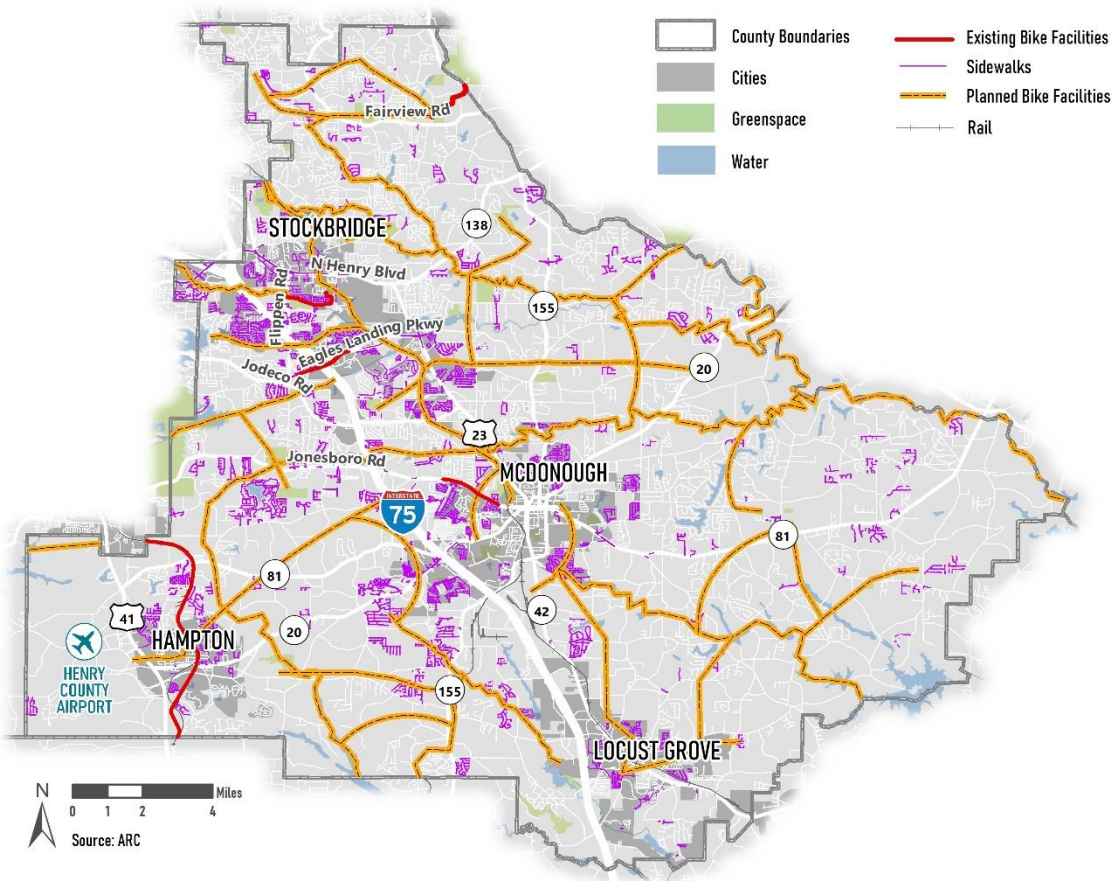 County Boundaries
Cities
Greenspace
Water
Existing Bike Facilities
Sidewalks
Planned Bike Facilities
Rail
Fairview Rd
138
STOCKBRIDGE
N Henry Blvd
155
Flippen Rd
Eagles Landing Pkwy
Jodeco Rd
20
23
Jonesboro Rd
MCDONOUGH
INTERSTATE
75
81
81
41
20
42
HAMPTON
HENRY
COUNTY
AIRPORT
155
LOCUST GROVE
N
Miles
0 1 2 4
Source: ARC